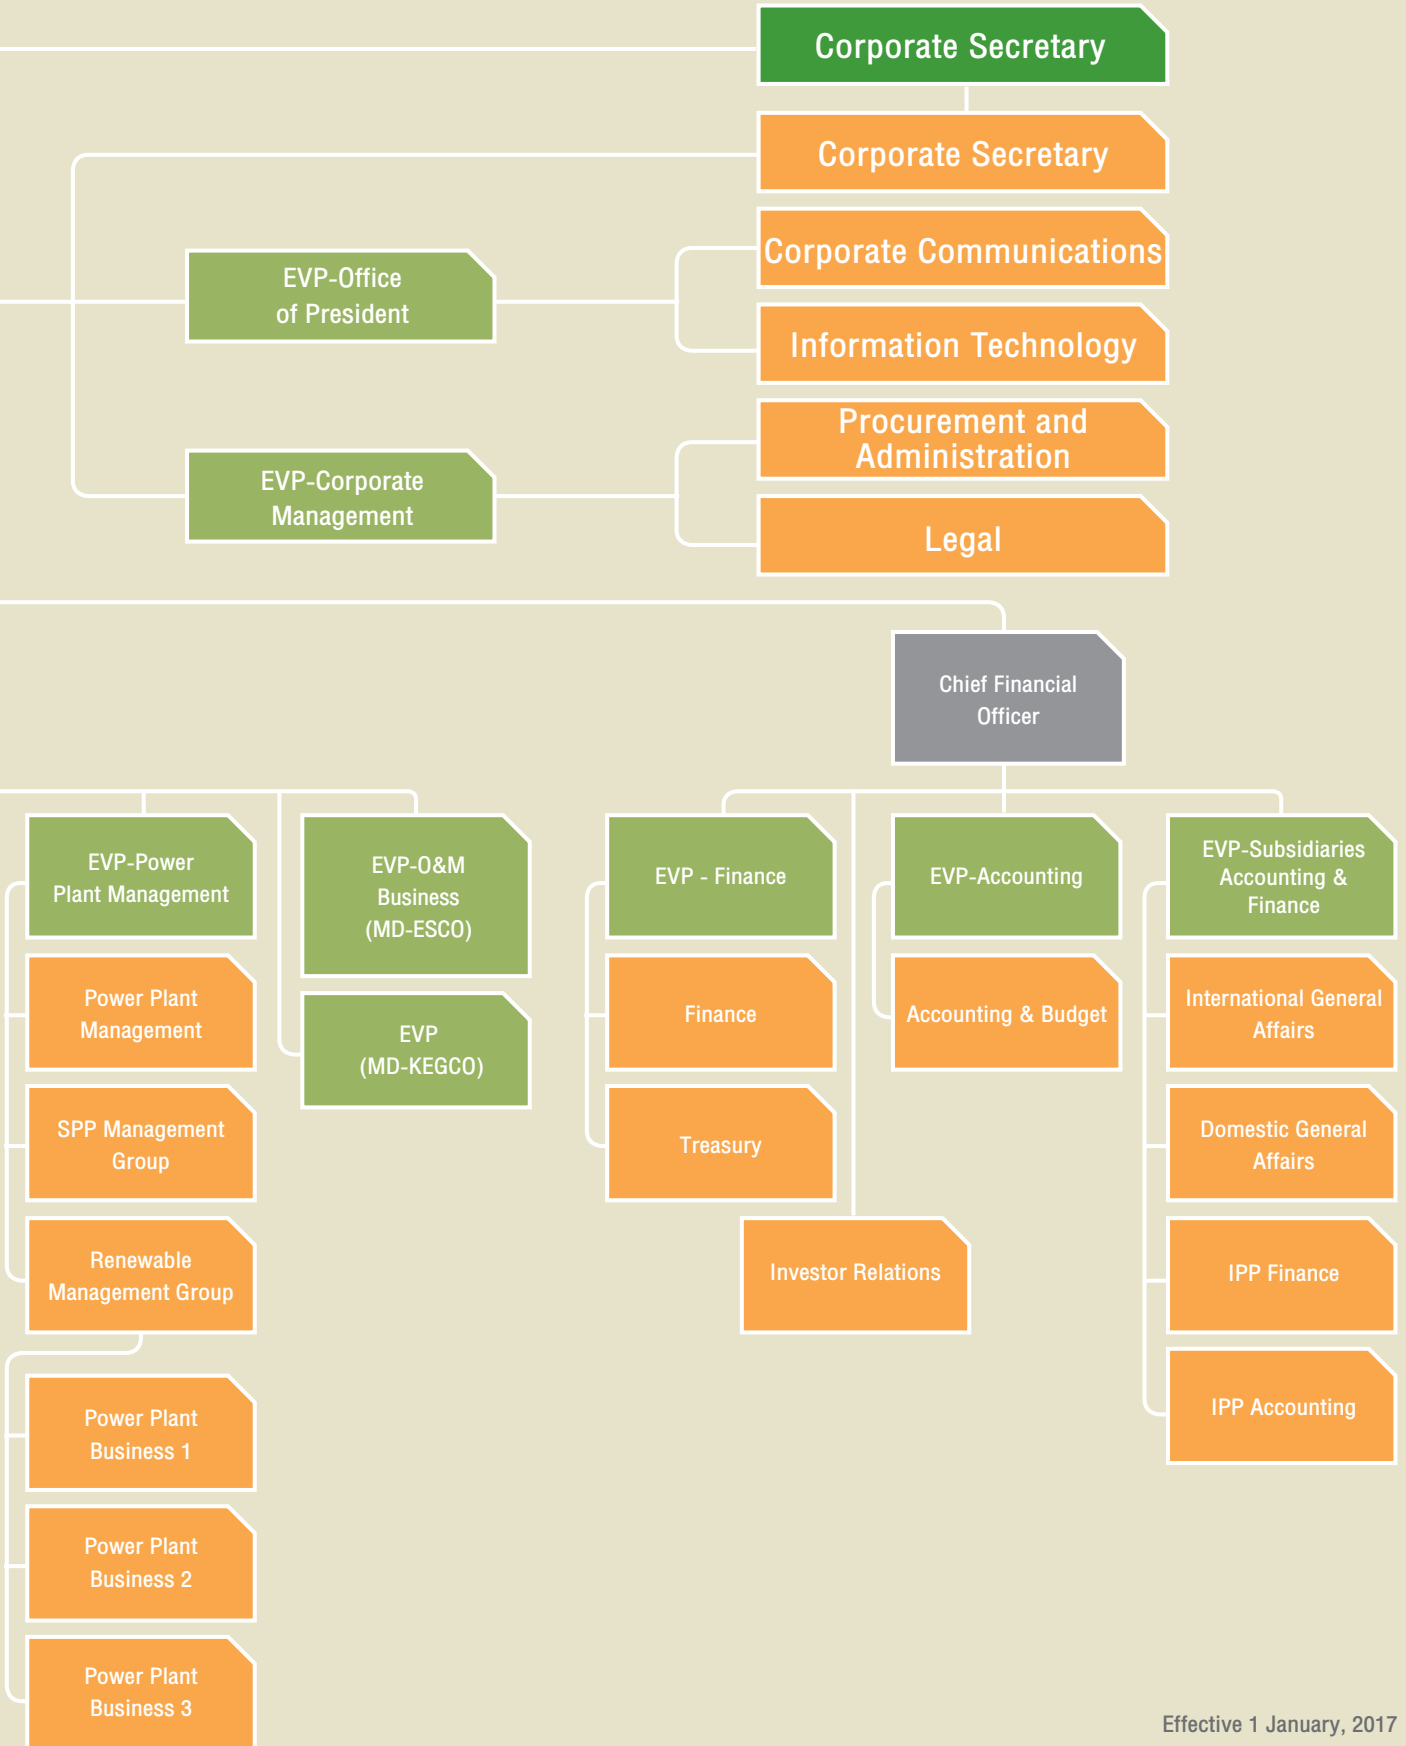 Corporate Secretary
Corporate Secretary
Corporate Communications
EVP-Office
of President
Information Technology
Procurement and
Administration
EVP-Corporate
Management
Legal
Chief Financial
Officer
EVP-Power
Plant Management
EVP-O&M
Business
(MD-ESCO)
EVP - Finance
EVP-Accounting
EVP-Subsidiaries
Accounting &
Finance
Power Plant
Management
EVP
(MD-KEGCO)
Finance
Accounting & Budget
International General
Affairs
SPP Management
Group
Treasury
Domestic General
Affairs
Renewable
Management Group
Investor Relations
IPP Finance
Power Plant
Business 1
IPP Accounting
Power Plant
Business 2
Power Plant
Business 3
Effective 1 January, 2017